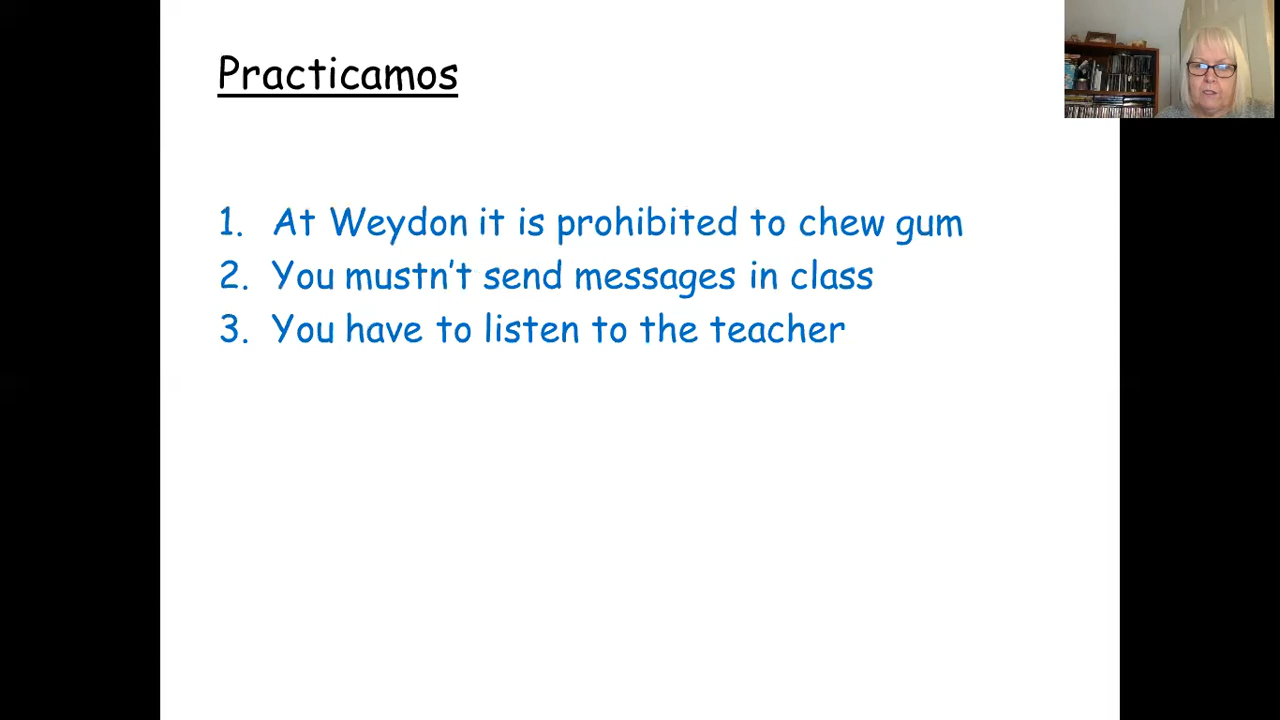 Practicamos
1. At Weydon it is prohibited to chew gum
2. You mustn't send messages in class
3. You have to listen to the teacher